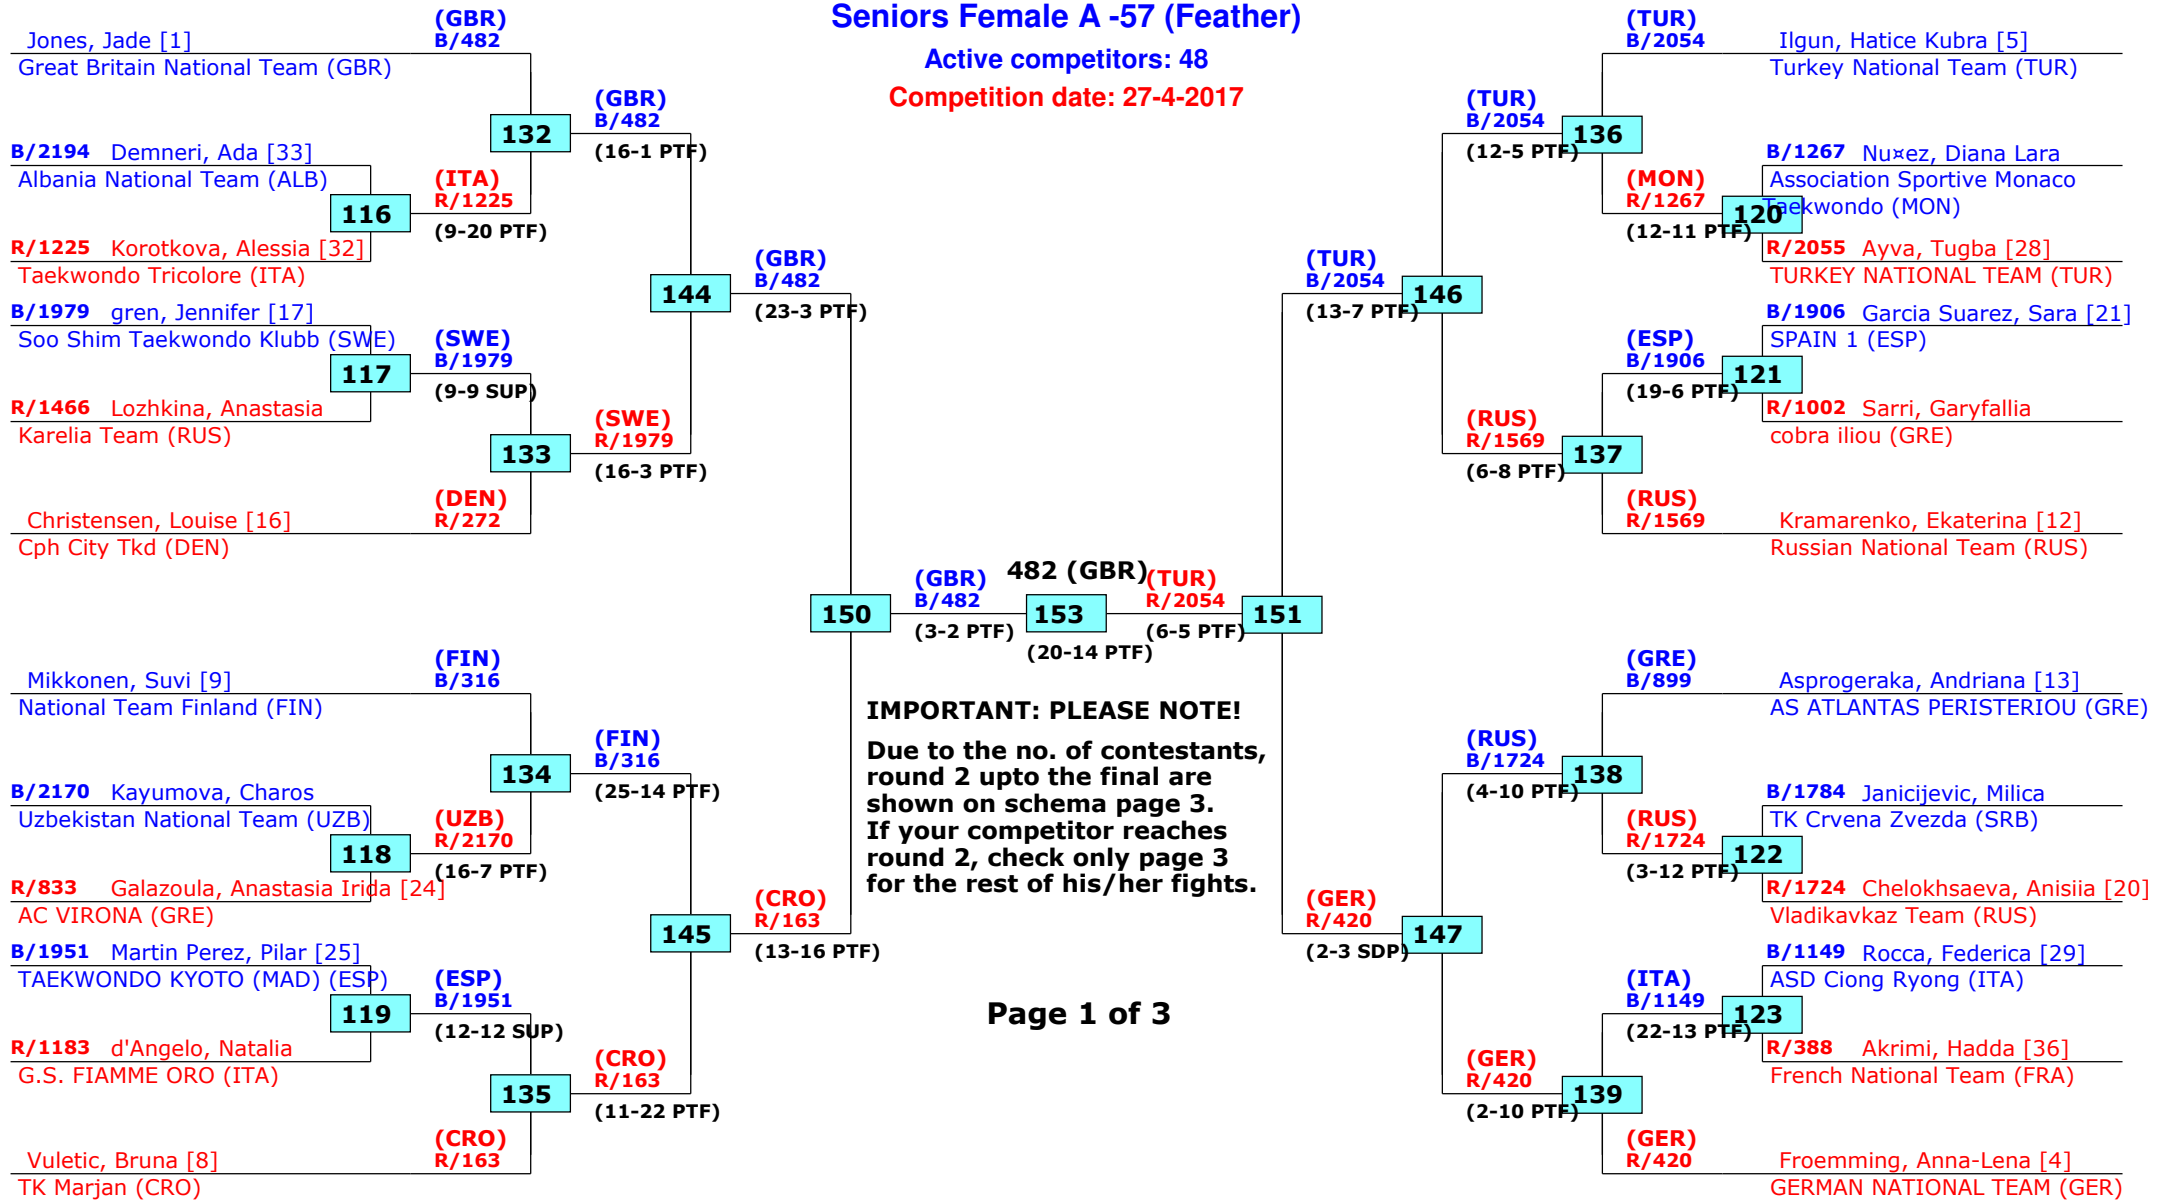 Seniors Female A -57 (Feather)
Active competitors: 48
Competition date: 27-4-2017
Jones, Jade [1]
Great Britain National Team (GBR)
(GBR)
B/482
B/2194 Demneri, Ada [33]
Albania National Team (ALB)
116
R/1225 Korotkova, Alessia [32]
Taekwondo Tricolore (ITA)
(ITA)
R/1225
(9-20 PTF)
132
(GBR)
B/482
(16-1 PTF)
B/1979 gren, Jennifer [17]
Soo Shim Taekwondo Klubb (SWE)
117
R/1466 Lozhkina, Anastasia
Karelia Team (RUS)
(SWE)
B/1979
(9-9 SUP)
133
(SWE)
R/1979
(16-3 PTF)
Christensen, Louise [16]
Cph City Tkd (DEN)
(DEN)
R/272
144
(GBR)
B/482
(23-3 PTF)
Mikkonen, Suvi [9]
National Team Finland (FIN)
(FIN)
B/316
B/2170 Kayumova, Charos
Uzbekistan National Team (UZB)
118
R/833 Galazoula, Anastasia Irida [24]
AC VIRONA (GRE)
(UZB)
R/2170
(16-7 PTF)
134
(FIN)
B/316
(25-14 PTF)
B/1951 Martin Perez, Pilar [25]
TAEKWONDO KYOTO (MAD) (ESP)
119
R/1183 d'Angelo, Natalia
G.S. FIAMME ORO (ITA)
(ESP)
B/1951
(12-12 SUP)
135
(CRO)
R/163
(11-22 PTF)
Vuletic, Bruna [8]
TK Marjan (CRO)
(CRO)
R/163
145
(CRO)
R/163
(13-16 PTF)
150
(GBR)
B/482
(3-2 PTF)
482 (GBR)
153
(20-14 PTF)
(TUR)
R/2054
(6-5 PTF)
151
IMPORTANT: PLEASE NOTE!
Due to the no. of contestants,
round 2 upto the final are
shown on schema page 3.
If your competitor reaches
round 2, check only page 3
for the rest of his/her fights.
Page 1 of 3
(TUR)
B/2054
Ilgun, Hatice Kubra [5]
Turkey National Team (TUR)
(TUR)
B/2054
(12-5 PTF)
136
B/1267 Nu¤ez, Diana Lara
Association Sportive Monaco
Taekwondo (MON)
120
R/2055 Ayva, Tugba [28]
TURKEY NATIONAL TEAM (TUR)
(MON)
R/1267
(12-11 PTF)
(TUR)
B/2054
(13-7 PTF)
146
B/1906 Garcia Suarez, Sara [21]
SPAIN 1 (ESP)
121
R/1002 Sarri, Garyfallia
cobra iliou (GRE)
(ESP)
B/1906
(19-6 PTF)
(RUS)
R/1569
(6-8 PTF)
137
(RUS)
R/1569
Kramarenko, Ekaterina [12]
Russian National Team (RUS)
(GRE)
B/899
Asprogeraka, Andriana [13]
AS ATLANTAS PERISTERIOU (GRE)
(RUS)
B/1724
(4-10 PTF)
138
B/1784 Janicijevic, Milica
TK Crvena Zvezda (SRB)
122
R/1724 Chelokhsaeva, Anisiia [20]
Vladikavkaz Team (RUS)
(RUS)
R/1724
(3-12 PTF)
(GER)
R/420
(2-3 SDP)
147
B/1149 Rocca, Federica [29]
ASD Ciong Ryong (ITA)
123
R/388 Akrimi, Hadda [36]
French National Team (FRA)
(ITA)
B/1149
(22-13 PTF)
(GER)
R/420
(2-10 PTF)
139
(GER)
R/420
Froemming, Anna-Lena [4]
GERMAN NATIONAL TEAM (GER)